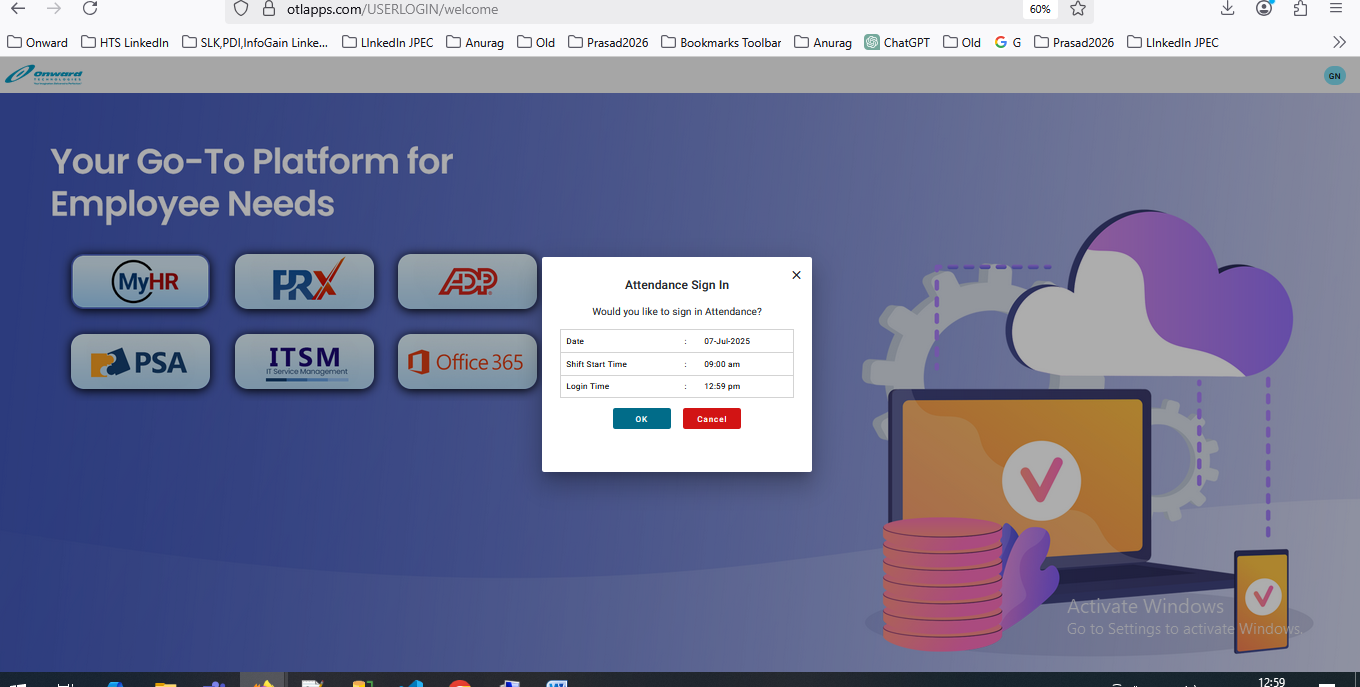 otlapps.com/USERLOGIN/welcome
60%
Onward
HTS LinkedIn
SLK,PDI,InfoGain Linke...
LInkedIn JPEC
Anurag
Old
Prasad2026
Bookmarks Toolbar
Anurag
ChatGPT
Old
G
Prasad2026
LInkedIn JPEC
Onward
TECHNOLOGIES
GN
Your Go-To Platform for
Employee Needs
MyHR
PRX
ADP
PSA
ITSM
IT Service Management
Office 365
Attendance Sign In
Would you like to sign in Attendance?
Date : 07-Jul-2025
Shift Start Time : 09:00 am
Login Time : 12:59 pm
OK
Cancel
Activate Windows
Go to Settings to activate Windows.
12:59